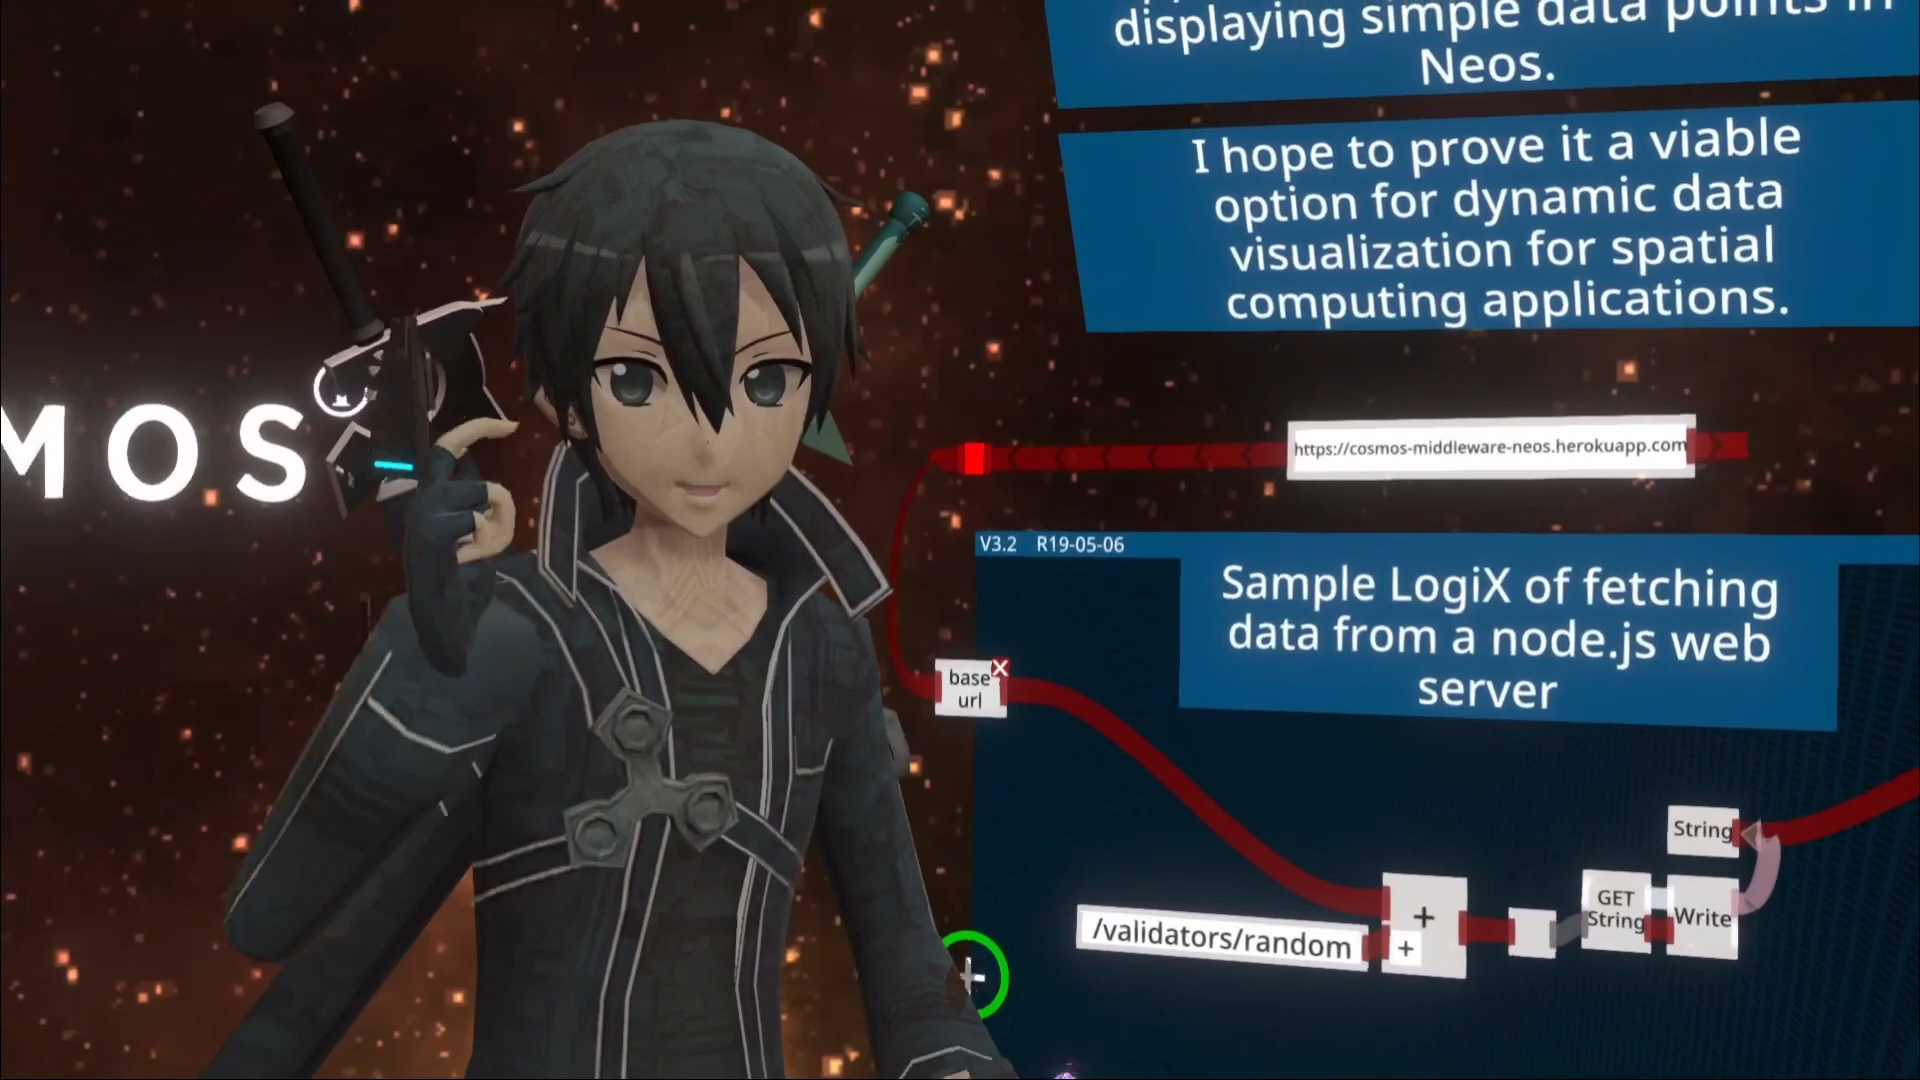 displaying simple data points in
Neos.
I hope to prove it a viable
option for dynamic data
visualization for spatial
computing applications.
MOS
https://cosmos-middleware-neos.herokuapp.com
V3.2 R19-05-06
Sample LogiX of fetching
data from a node.js web
server
base
url
X
String
GET
String
Write
+
+
/validators/random